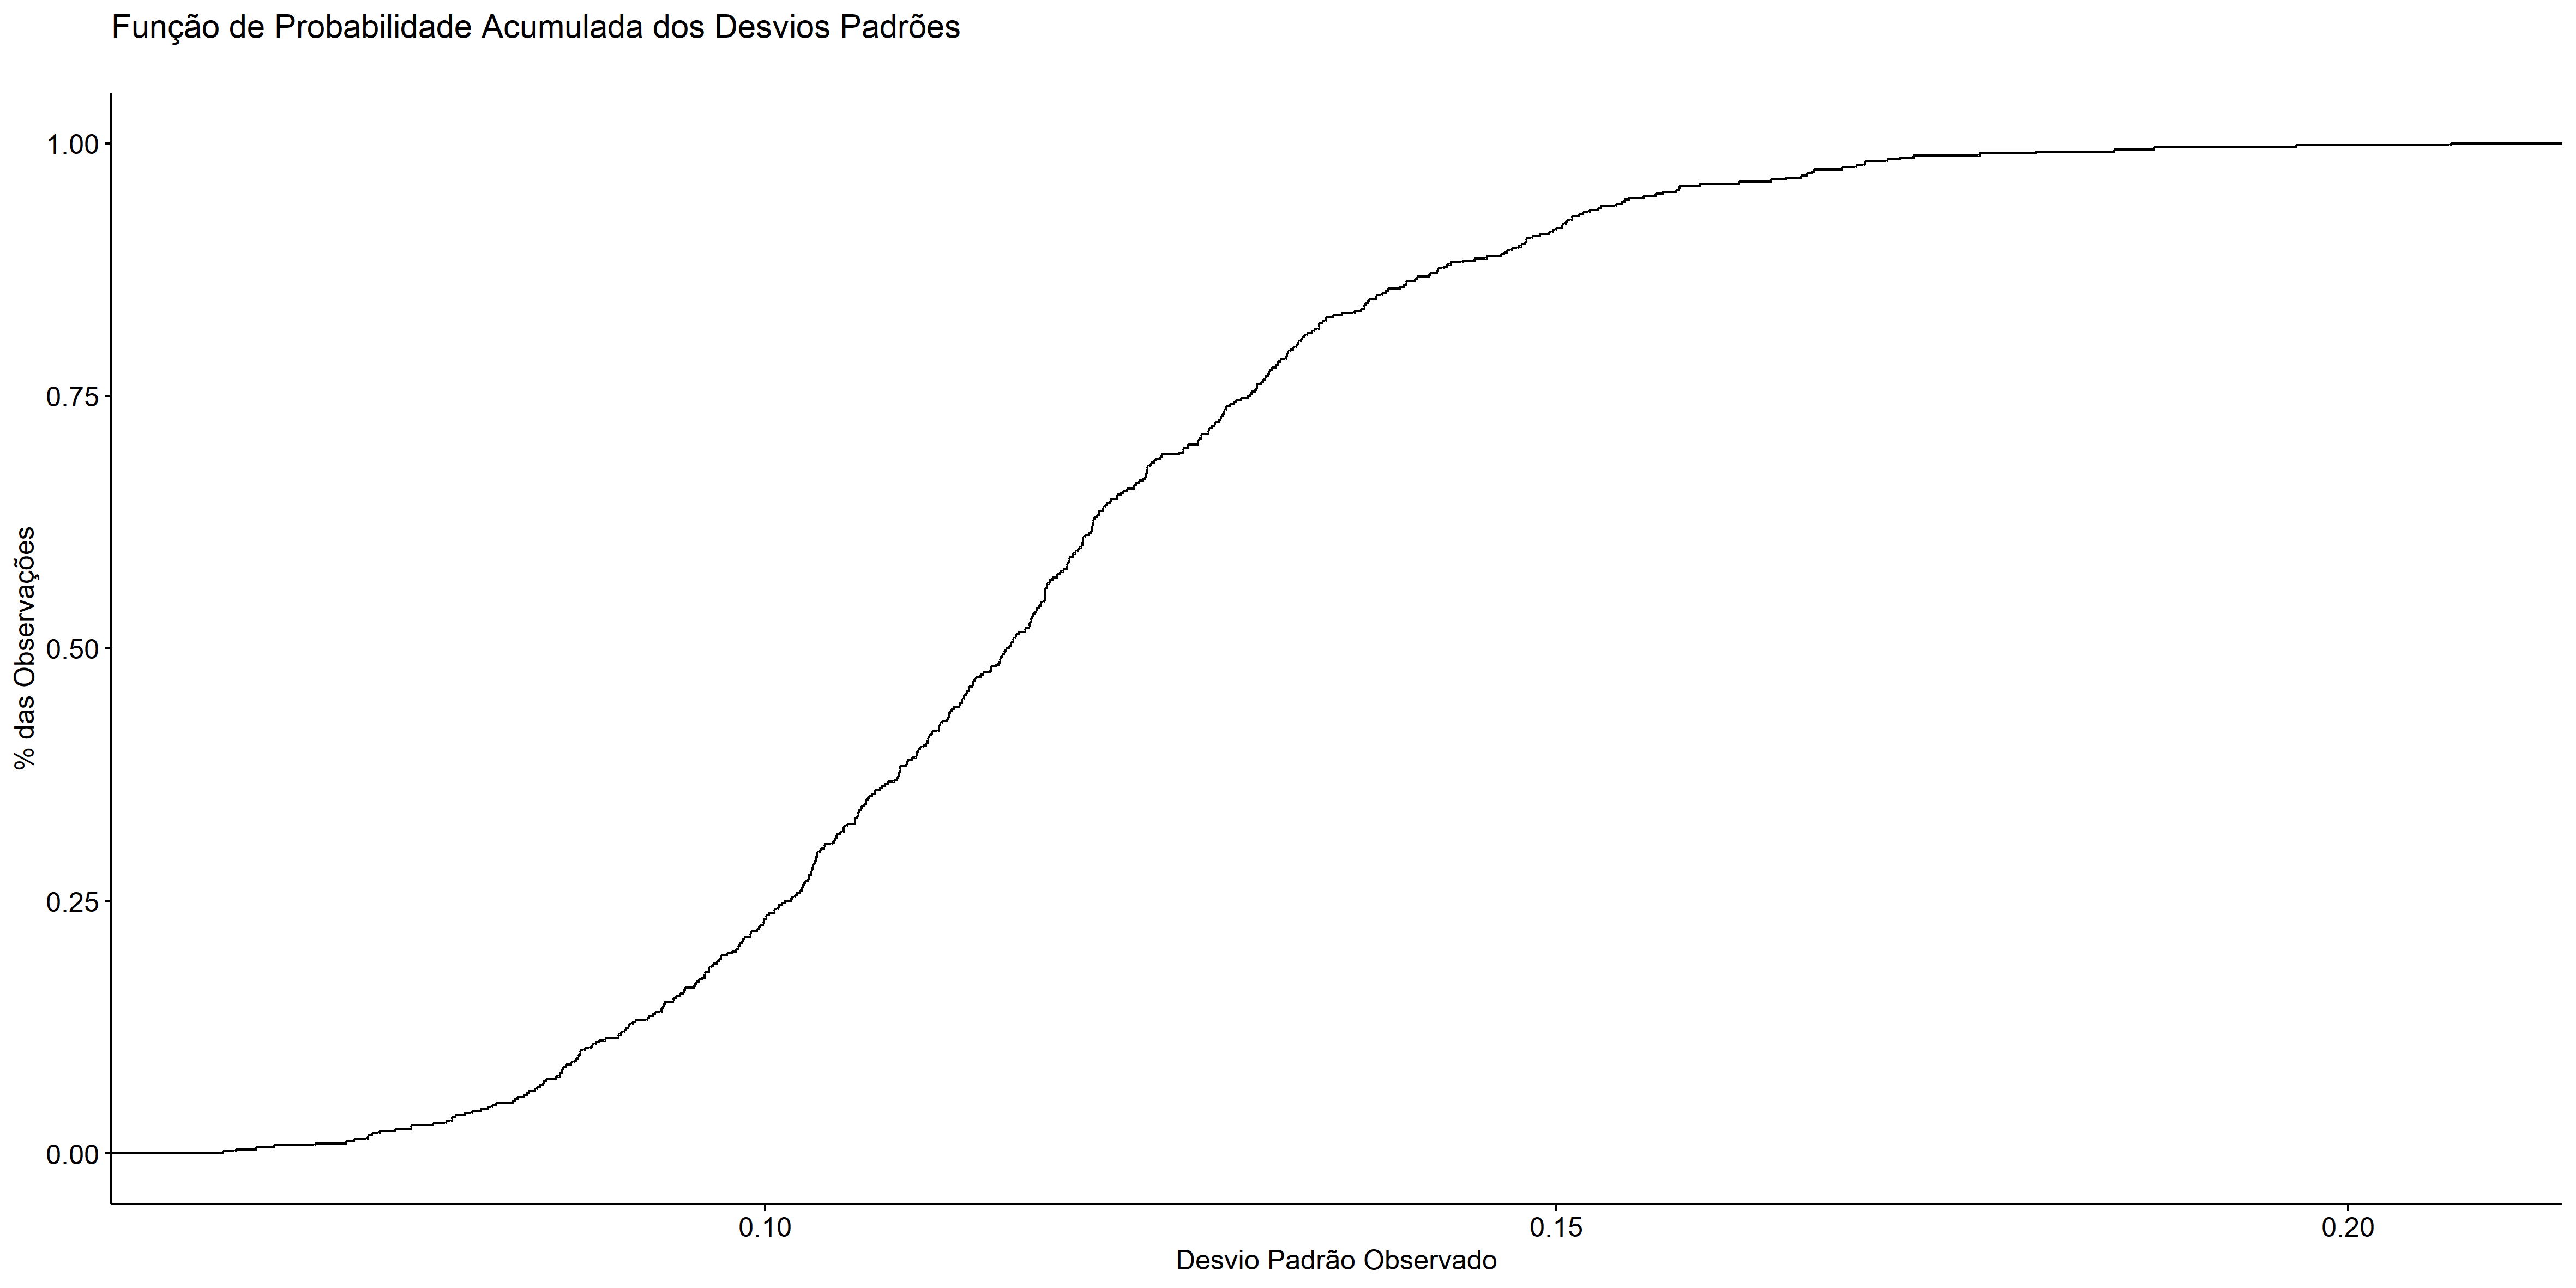 Função de Probabilidade Acumulada dos Desvios Padrões
1.00
0.75
0.50
0.25
0.00
% das Observações
0.10
0.15
0.20
Desvio Padrão Observado